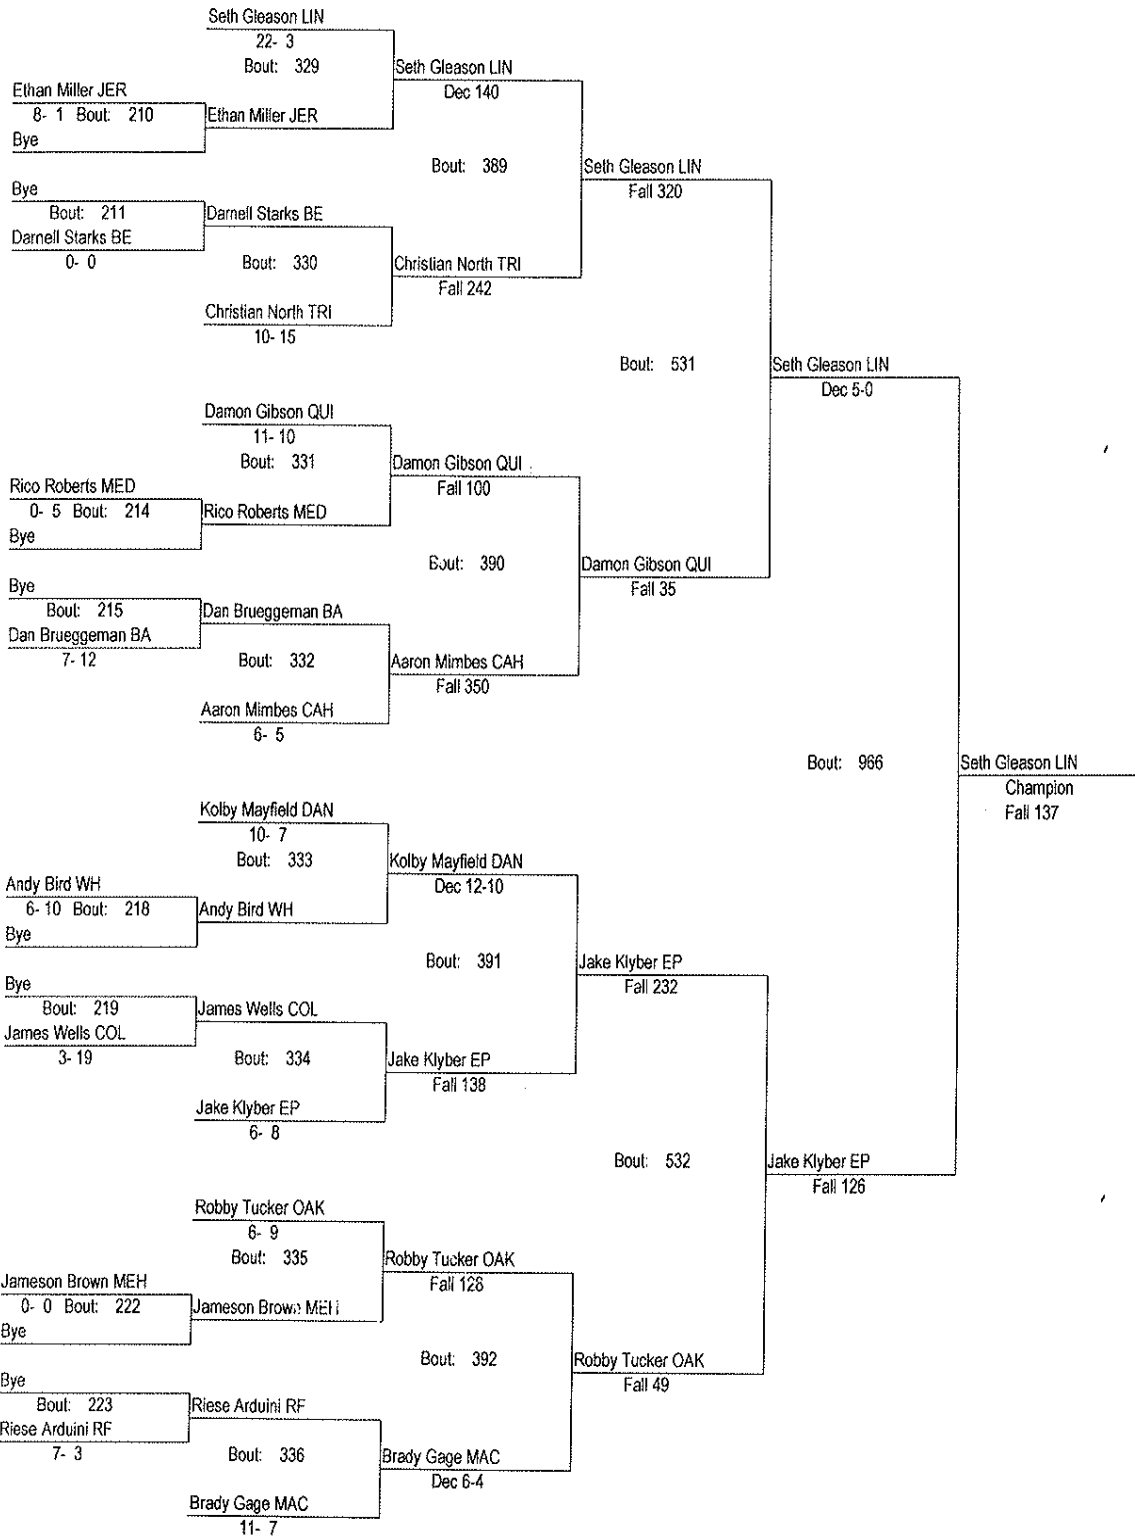 Seth Gleason LIN
22- 3
Bout: 329
Seth Gleason LIN
Dec 140
Ethan Miller JER
8- 1 Bout: 210
Ethan Miller JER
Bye
Bout: 389
Seth Gleason LIN
Fall 320
Bye
Bout: 211
Darnell Starks BE
Darnell Starks BE
0- 0
Bout: 330
Christian North TRI
Fall 242
Christian North TRI
10- 15
Bout: 531
Seth Gleason LIN
Dec 5-0
Damon Gibson QUI
11- 10
Bout: 331
Damon Gibson QUI
Fall 100
Rico Roberts MED
0- 5 Bout: 214
Rico Roberts MED
Bye
Bout: 390
Damon Gibson QUI
Fall 35
Bye
Bout: 215
Dan Brueggeman BA
Dan Brueggeman BA
7- 12
Bout: 332
Aaron Mimbes CAH
Fall 350
Aaron Mimbes CAH
6- 5
Bout: 966
Seth Gleason LIN
Champion
Fall 137
Kolby Mayfield DAN
10- 7
Bout: 333
Kolby Mayfield DAN
Dec 12-10
Andy Bird WH
6- 10 Bout: 218
Andy Bird WH
Bye
Bout: 391
Jake Klyber EP
Fall 232
Bye
Bout: 219
James Wells COL
James Wells COL
3- 19
Bout: 334
Jake Klyber EP
Fall 138
Jake Klyber EP
6- 8
Bout: 532
Jake Klyber EP
Fall 126
Robby Tucker OAK
6- 9
Bout: 335
Robby Tucker OAK
Fall 128
Jameson Brown MEH
0- 0 Bout: 222
Jameson Brown MEH
Bye
Bout: 392
Robby Tucker OAK
Fall 49
Bye
Bout: 223
Riese Arduini RF
Riese Arduini RF
7- 3
Bout: 336
Brady Gage MAC
Dec 6-4
Brady Gage MAC
11- 7